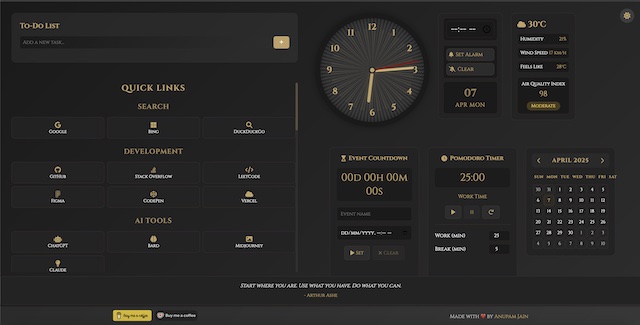 To-Do List
Add a new task...
+
Quick Links
Search
Google
Bing
DuckDuckGo
Development
GitHub
Stack Overflow
LeetCode
Figma
CodePen
Vercel
AI Tools
ChatGPT
Bard
Midjourney
Claude
12
1
2
3
4
5
6
7
8
9
10
11
--:-- --
Set Alarm
Clear
07
Apr Mon
30°C
Humidity 21%
Wind Speed 17 km/h
Feels Like 28°C
Air Quality Index
98
Moderate
Event Countdown
00d 00h 00m
00s
Event name
dd/mm/yyyy, --:-- --
Set
Clear
Pomodoro Timer
25:00
Work Time
Work (min) 25
Break (min) 5
April 2025
Sun Mon Tue Wed Thu Fri Sat
30 31 1 2 3 4 5
6 7 8 9 10 11 12
13 14 15 16 17 18 19
20 21 22 23 24 25 26
27 28 29 30 1 2 3
4 5 6 7 8 9 10
Start where you are. Use what you have. Do what you can.
- Arthur Ashe
Buy me a coffee
Buy me a coffee
Made with ❤ by Anupam Jain